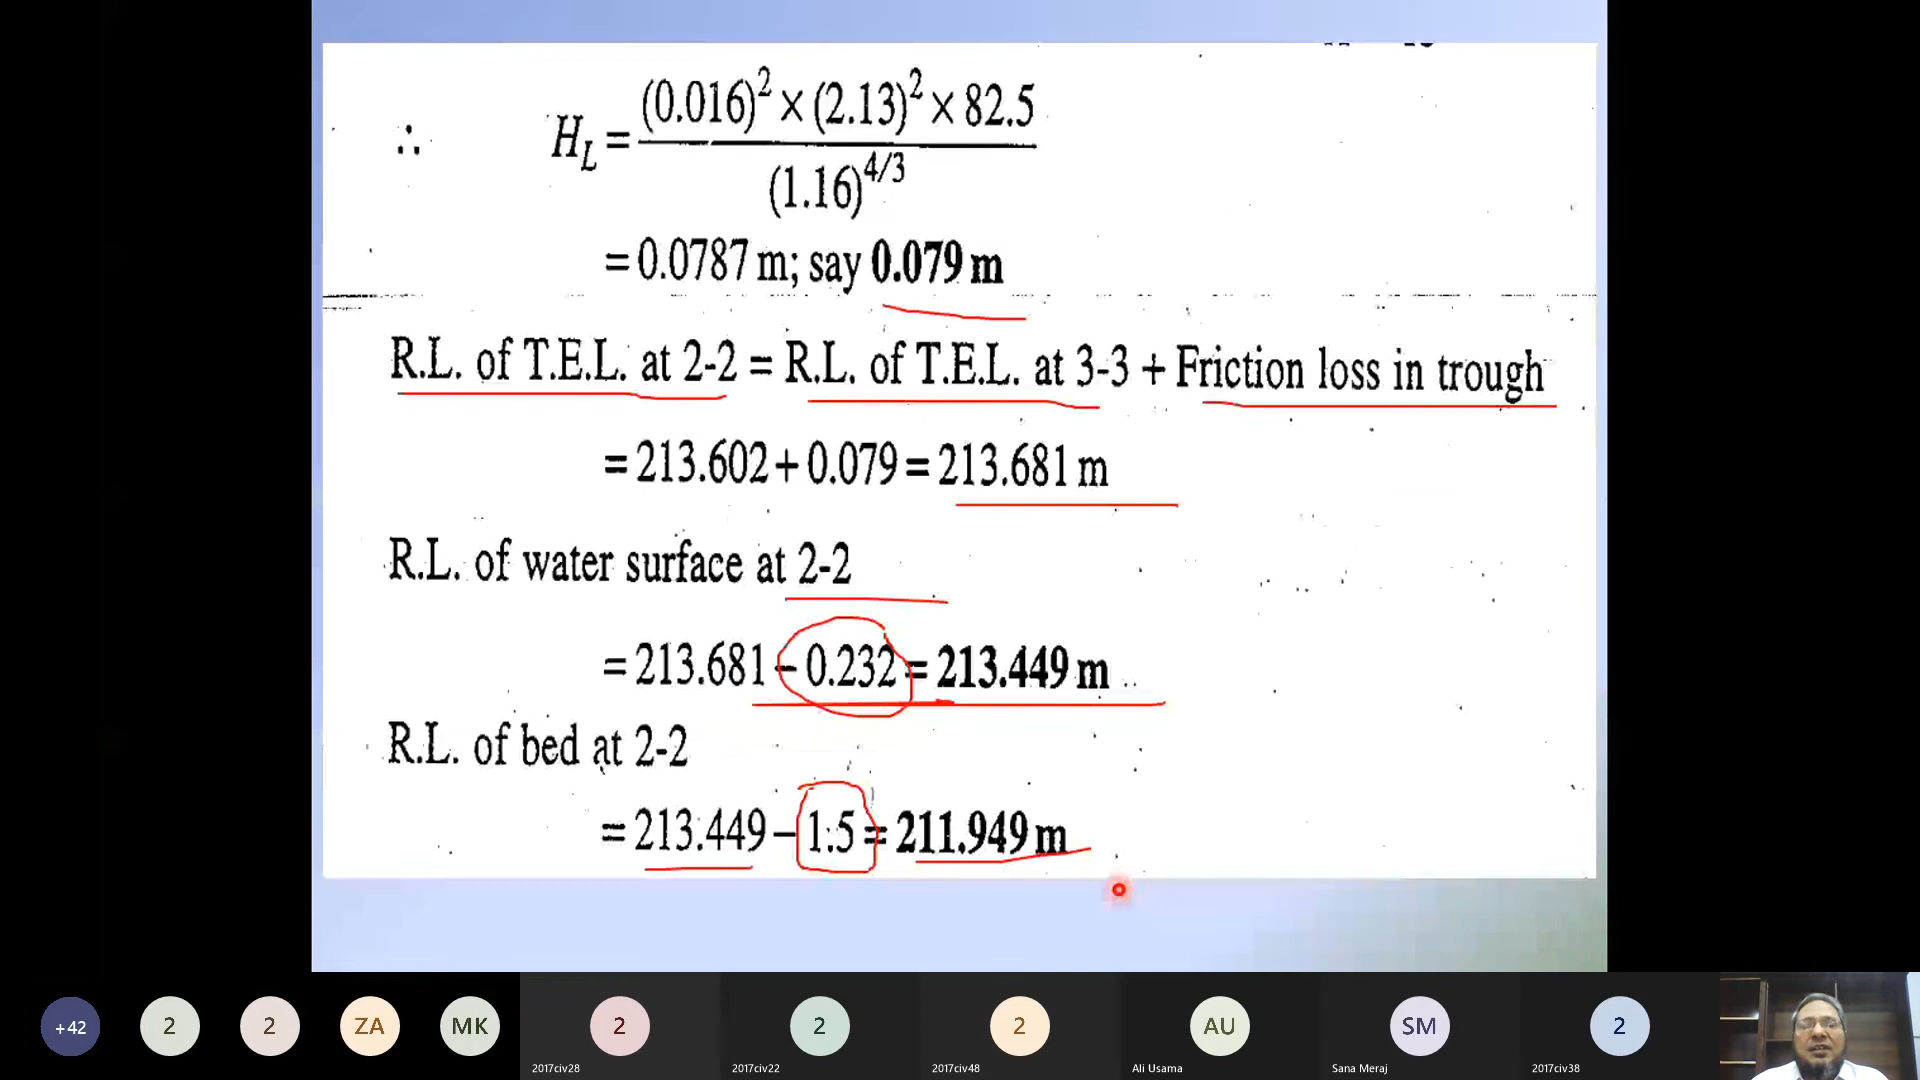 ∴ H_L = (0.016)² × (2.13)² × 82.5 / (1.16)^4/3
= 0.0787 m; say 0.079 m
R.L. of T.E.L. at 2-2 = R.L. of T.E.L. at 3-3 + Friction loss in trough
= 213.602 + 0.079 = 213.681 m
R.L. of water surface at 2-2
= 213.681 – 0.232 = 213.449 m
R.L. of bed at 2-2
= 213.449 – 1.5 = 211.949 m
+42 2 2 ZA MK 2 2 2 AU SM 2
2017civ28 2017civ22 2017civ48 Ali Usama Sana Meraj 2017civ38